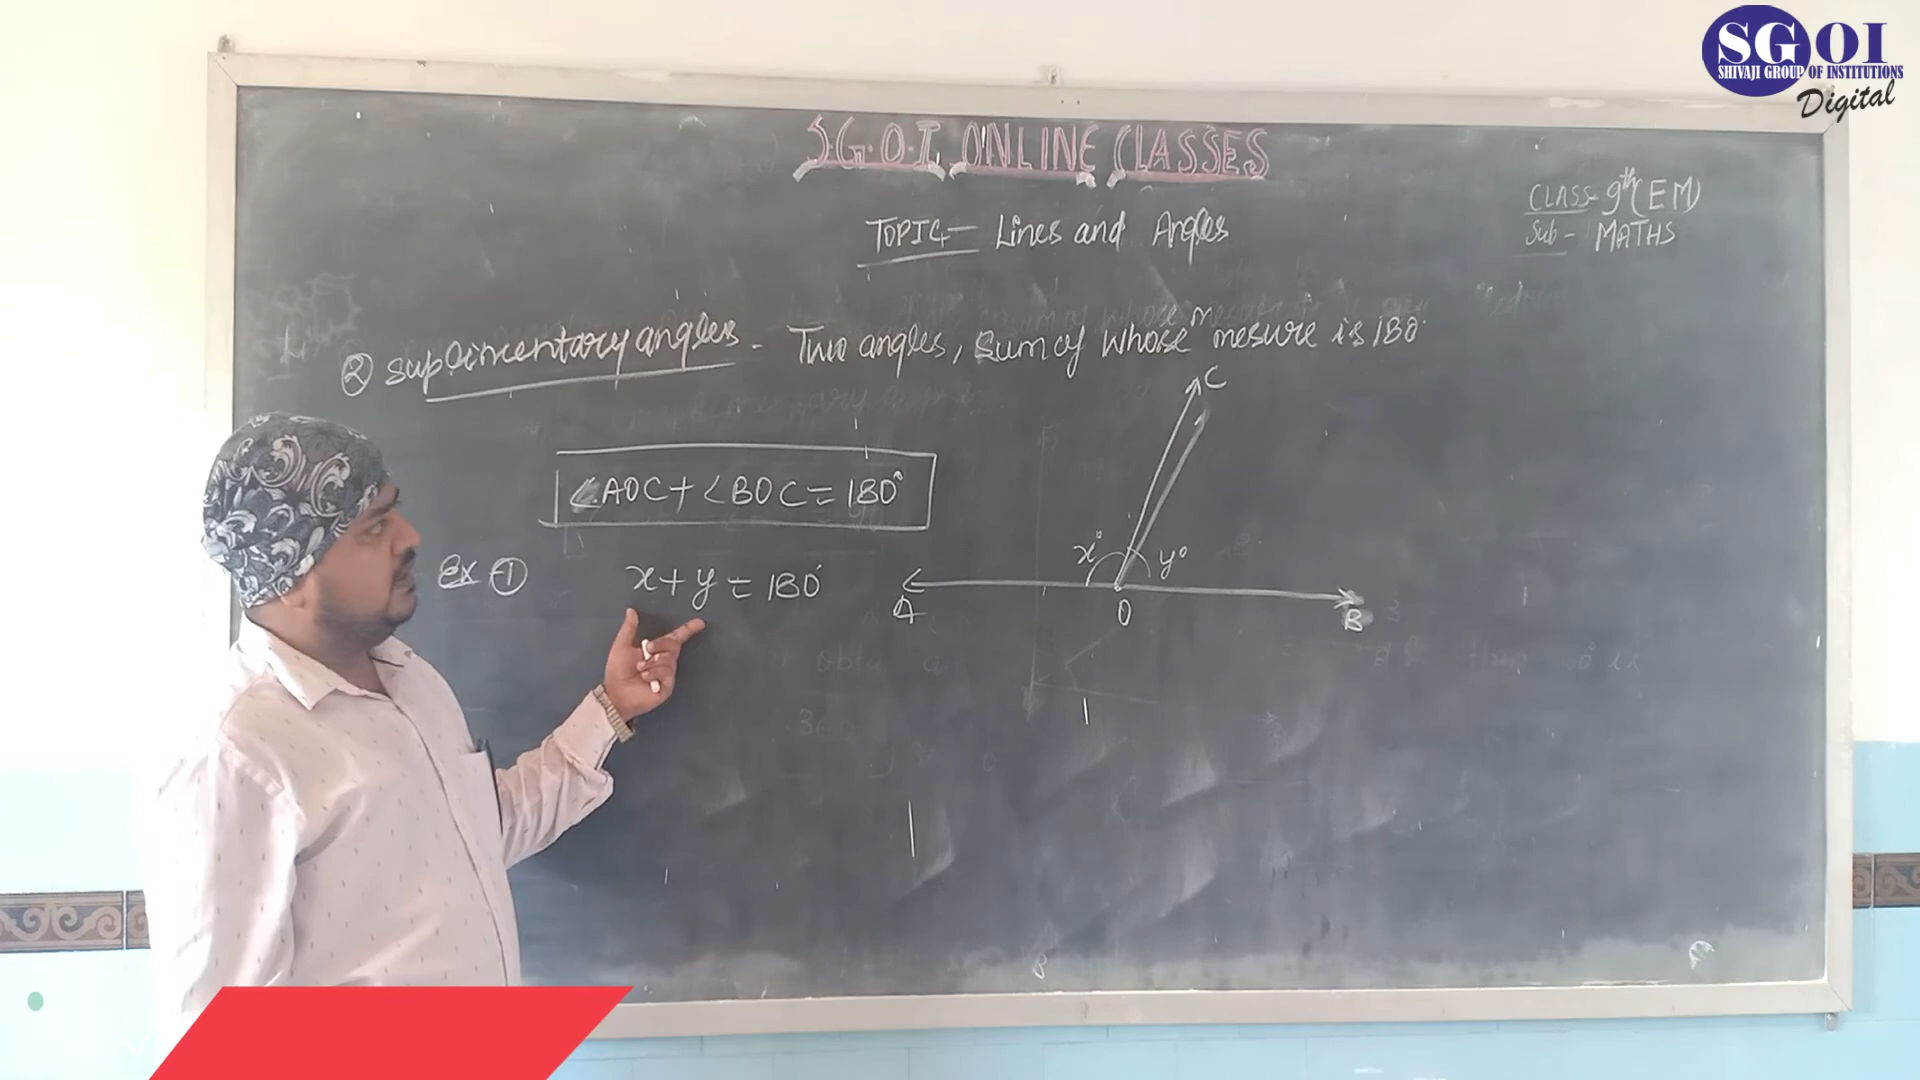 SGOI
SHIVAJI GROUP OF INSTITUTIONS
Digital
S.G.O.I. ONLINE CLASSES
CLASS- 9th (EM)
Sub - MATHS
TOPIC- Lines and Angles
② suplimentary angles - Two angles, Sum of whose mesure is 180°
C
∠AOC + ∠BOC = 180°
Ex-① x + y = 180°
x° y°
A O B